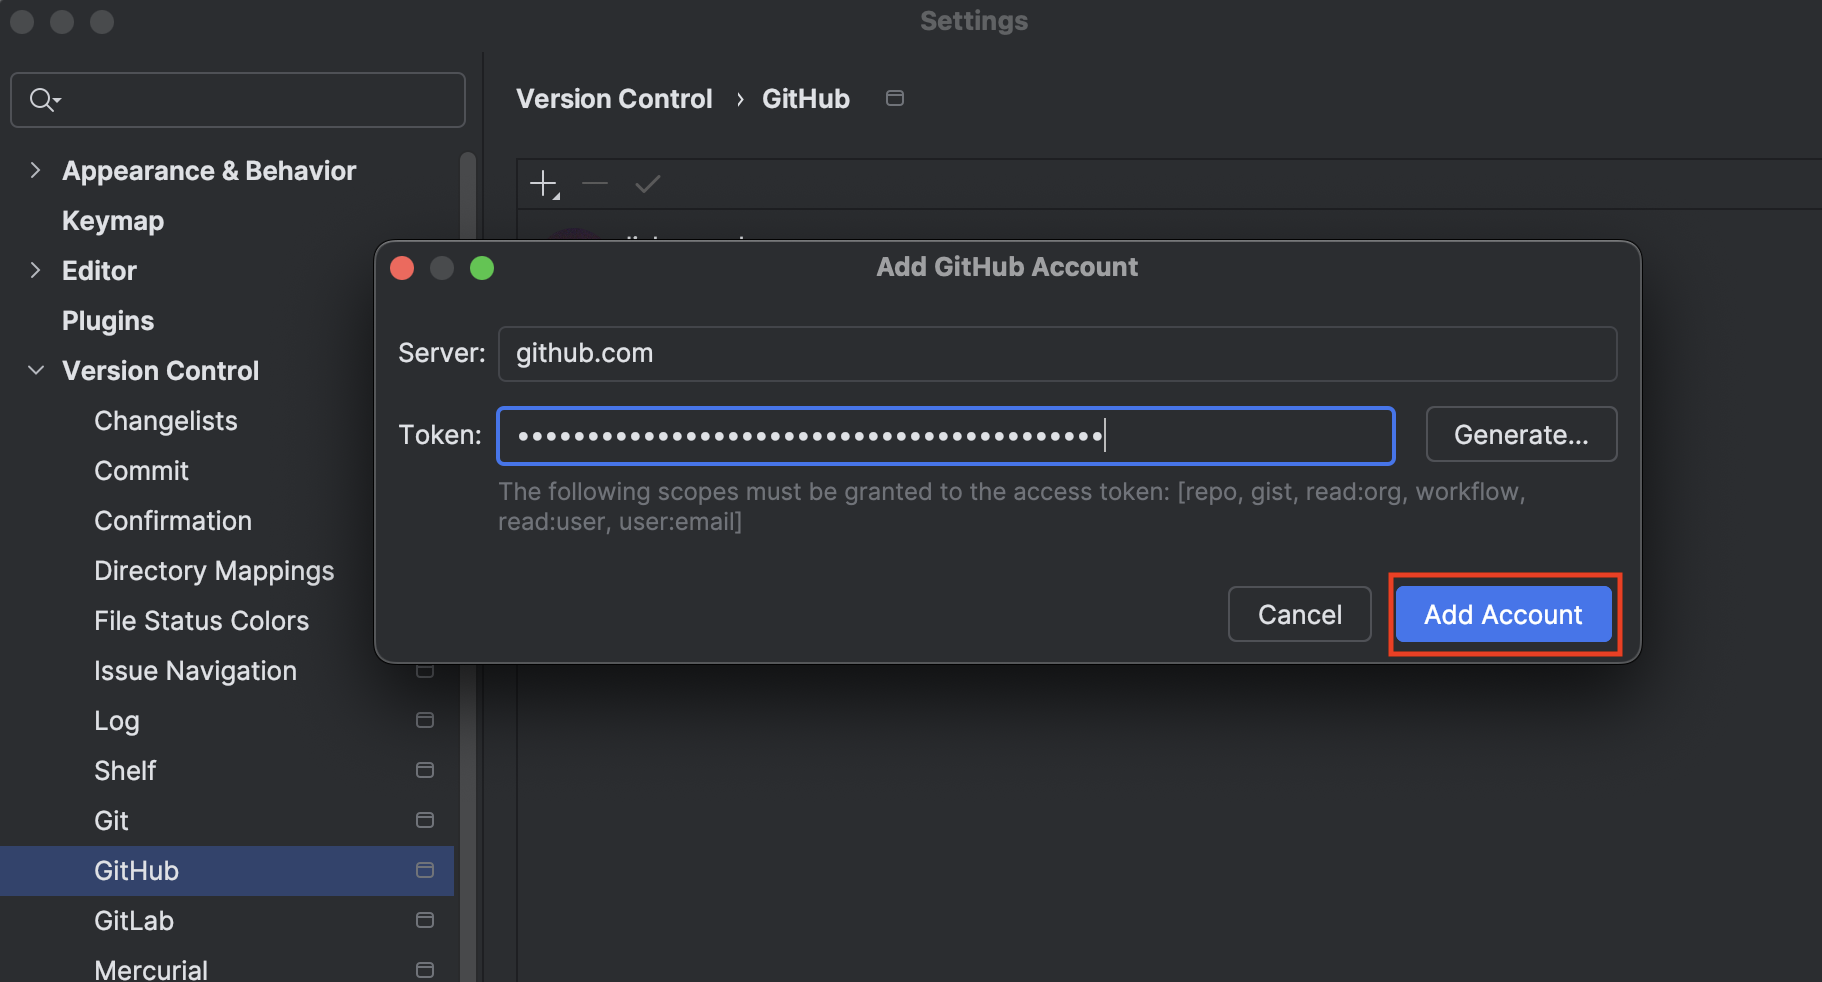 Settings
Version Control › GitHub
Appearance & Behavior
Keymap
Editor
Plugins
Version Control
Changelists
Commit
Confirmation
Directory Mappings
File Status Colors
Issue Navigation
Log
Shelf
Git
GitHub
GitLab
Mercurial
Add GitHub Account
Server: github.com
Token: ••••••••••••••••••••••••••••••••••••••••••
Generate...
The following scopes must be granted to the access token: [repo, gist, read:org, workflow,
read:user, user:email]
Cancel
Add Account